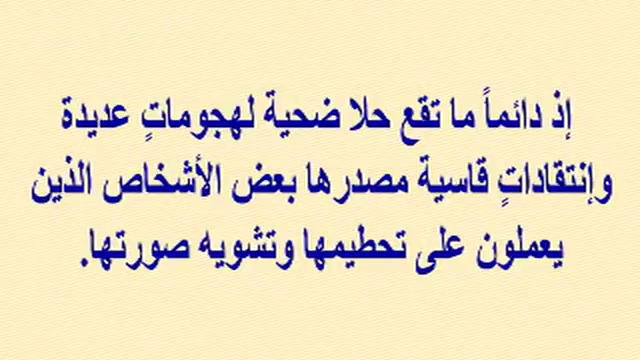 إذ دائماً ما تقع حلا ضحية لهجوماتٍ عديدة
وإنتقاداتٍ قاسية مصدرها بعض الأشخاص الذين
يعملون على تحطيمها وتشويه صورتها.